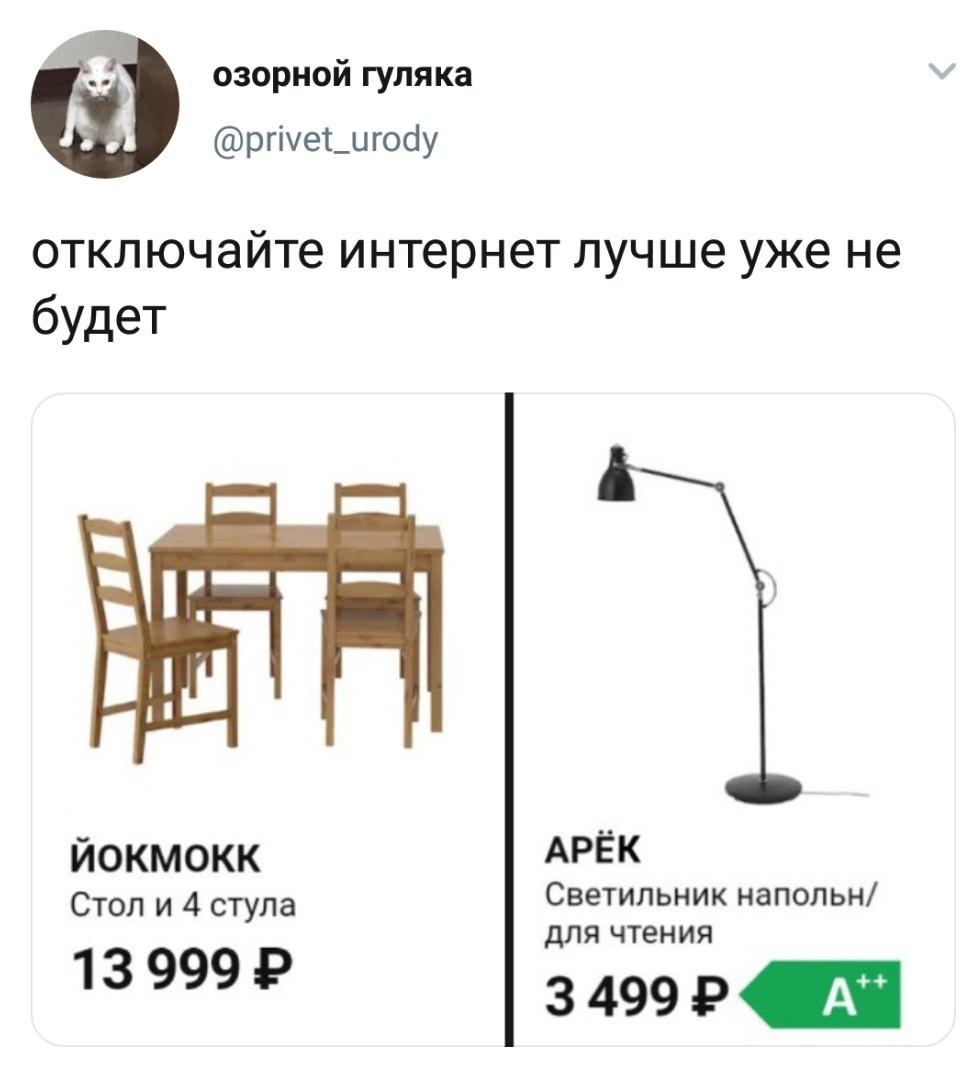 озорной гуляка
@privet_urody
отключайте интернет лучше уже не
будет
ЙОКМОКК
Стол и 4 стула
13 999 ₽
АРЁК
Светильник напольн/
для чтения
3 499 ₽
A++